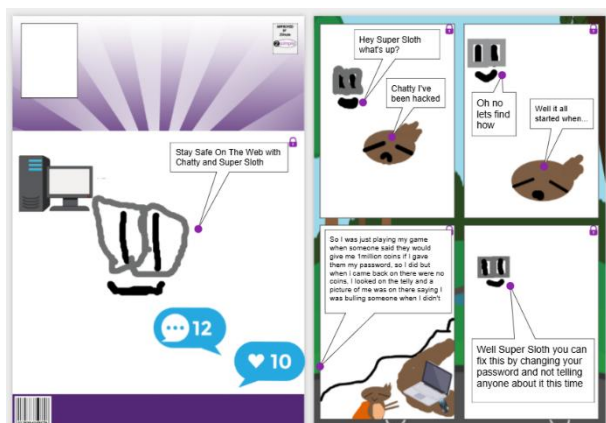 APPROVED
BY
Stay Safe On The Web with
Chatty and Super Sloth
12
10
Hey Super Sloth
what's up?
Chatty I've
been hacked
Oh no
lets find
how
Well it all
started when...
So I was just playing my game
when someone said they would
give me 1million coins if I gave
them my password, so I did but
when I came back on there were no
coins. I looked on the telly and a
picture of me was on there saying I
was bulling someone when I didn't
Well Super Sloth you can
fix this by changing your
password and not telling
anyone about it this time